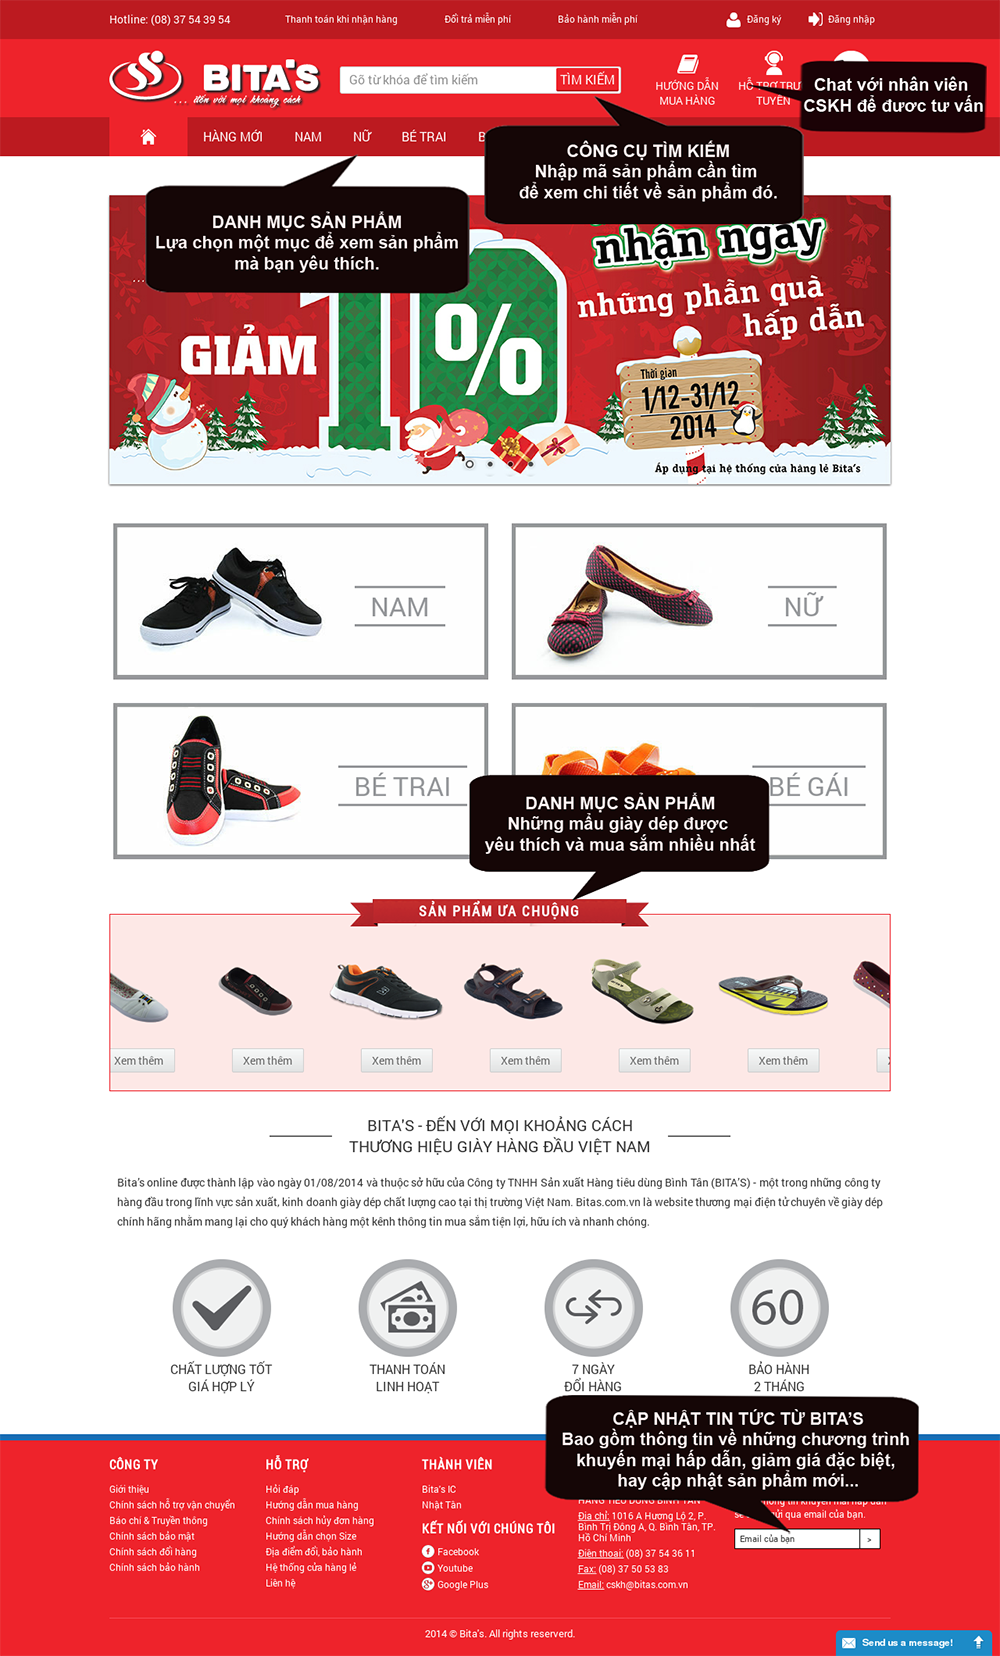 Hotline: (08) 37 54 39 54
Thanh toán khi nhận hàng
Đổi trả miễn phí
Bảo hành miễn phí
Đăng ký
Đăng nhập
BITA'S
... đến với mọi khoảng cách
Gõ từ khóa để tìm kiếm
TÌM KIẾM
HƯỚNG DẪN
MUA HÀNG
HỖ TRỢ TRỰ
TUYẾN
Chat với nhân viên
CSKH để đươc tư vấn
HÀNG MỚI
NAM
NỮ
BÉ TRAI
B
CÔNG CỤ TÌM KIẾM
Nhập mã sản phẩm cần tìm
để xem chi tiết về sản phẩm đó.
DANH MỤC SẢN PHẨM
Lựa chọn một mục để xem sản phẩm
mà bạn yêu thích.
nhận ngay
những phần quà
hấp dẫn
GIẢM
10%
Thời gian
1/12-31/12
2014
Áp dụng tại hệ thống cửa hàng lẻ Bita's
NAM
NỮ
BÉ TRAI
BÉ GÁI
DANH MỤC SẢN PHẨM
Những mẩu giày dép được
yêu thích và mua sắm nhiều nhất
SẢN PHẨM ƯA CHUỘNG
Xem thêm
Xem thêm
Xem thêm
Xem thêm
Xem thêm
Xem thêm
BITA'S - ĐẾN VỚI MỌI KHOẢNG CÁCH
THƯƠNG HIỆU GIÀY HÀNG ĐẦU VIỆT NAM
Bita's online được thành lập vào ngày 01/08/2014 và thuộc sở hữu của Công ty TNHH Sản xuất Hàng tiêu dùng Bình Tân (BITA'S) - một trong những công ty
hàng đầu trong lĩnh vực sản xuất, kinh doanh giày dép chất lượng cao tại thị trường Việt Nam. Bitas.com.vn là website thương mại điện tử chuyên về giày dép
chính hãng nhằm mang lại cho quý khách hàng một kênh thông tin mua sắm tiện lợi, hữu ích và nhanh chóng.
60
CHẤT LƯỢNG TỐT
GIÁ HỢP LÝ
THANH TOÁN
LINH HOẠT
7 NGÀY
ĐỔI HÀNG
BẢO HÀNH
2 THÁNG
CẬP NHẬT TIN TỨC TỪ BITA'S
Bao gồm thông tin về những chương trình
khuyến mại hấp dẫn, giảm giá đặc biệt,
hay cập nhật sản phẩm mới...
CÔNG TY
Giới thiệu
Chính sách hỗ trợ vận chuyển
Báo chí & Truyền thông
Chính sách bảo mật
Chính sách đổi hàng
Chính sách bảo hành
HỖ TRỢ
Hỏi đáp
Hướng dẫn mua hàng
Chính sách hủy đơn hàng
Hướng dẫn chọn Size
Địa điểm đổi, bảo hành
Hệ thống cửa hàng lẻ
Liên hệ
THÀNH VIÊN
Bita's IC
Nhật Tân
KẾT NỐI VỚI CHÚNG TÔI
Facebook
Youtube
Google Plus
HÀNG TIÊU DÙNG BÌNH TÂN
Địa chỉ: 1016 A Hương Lộ 2, P.
Bình Trị Đông A, Q. Bình Tân, TP.
Hồ Chí Minh
Điện thoại: (08) 37 54 36 11
Fax: (08) 37 50 53 83
Email: cskh@bitas.com.vn
thông tin khuyến mãi hấp dẫn
gửi qua email của bạn.
Email của bạn
>
2014 © Bita's. All rights reserverd.
Send us a message!